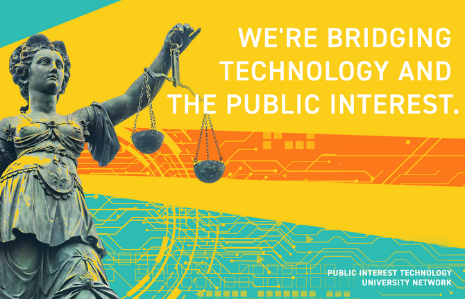 WE'RE BRIDGING
TECHNOLOGY AND
THE PUBLIC INTEREST.
PUBLIC INTEREST TECHNOLOGY
UNIVERSITY NETWORK